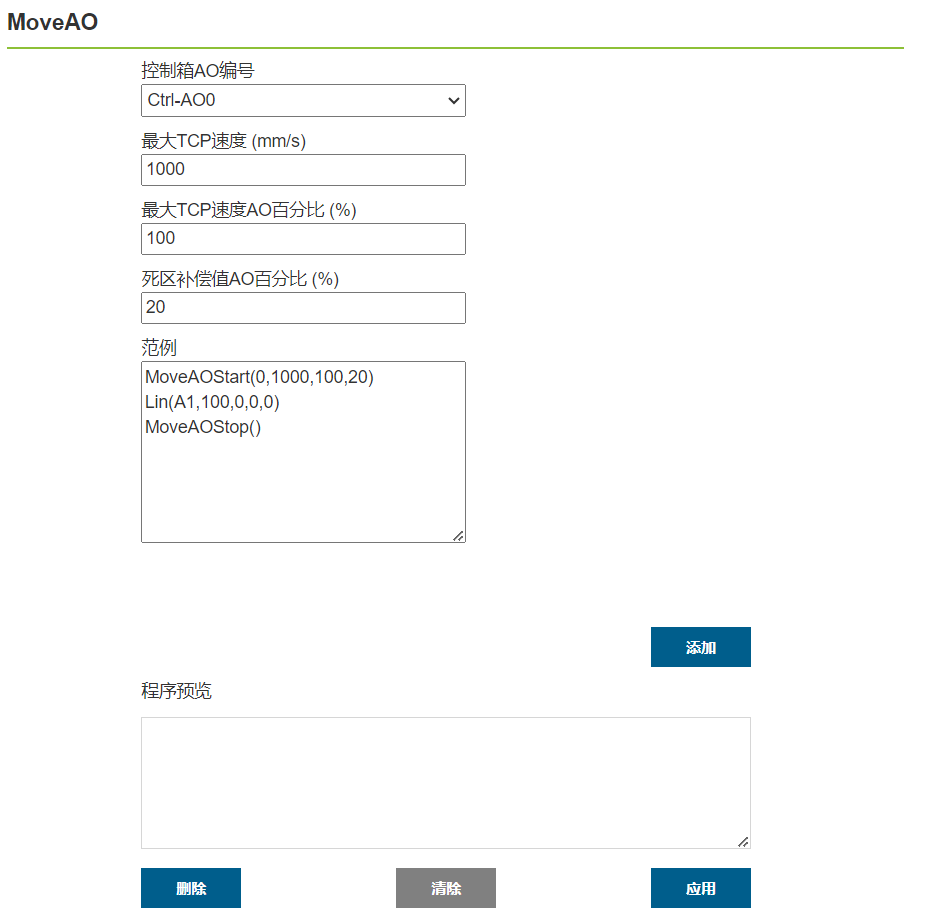 MoveAO
控制箱AO编号
Ctrl-AO0
最大TCP速度 (mm/s)
1000
最大TCP速度AO百分比 (%)
100
死区补偿值AO百分比 (%)
20
范例
MoveAOStart(0,1000,100,20)
Lin(A1,100,0,0,0)
MoveAOStop()
添加
程序预览
删除
清除
应用